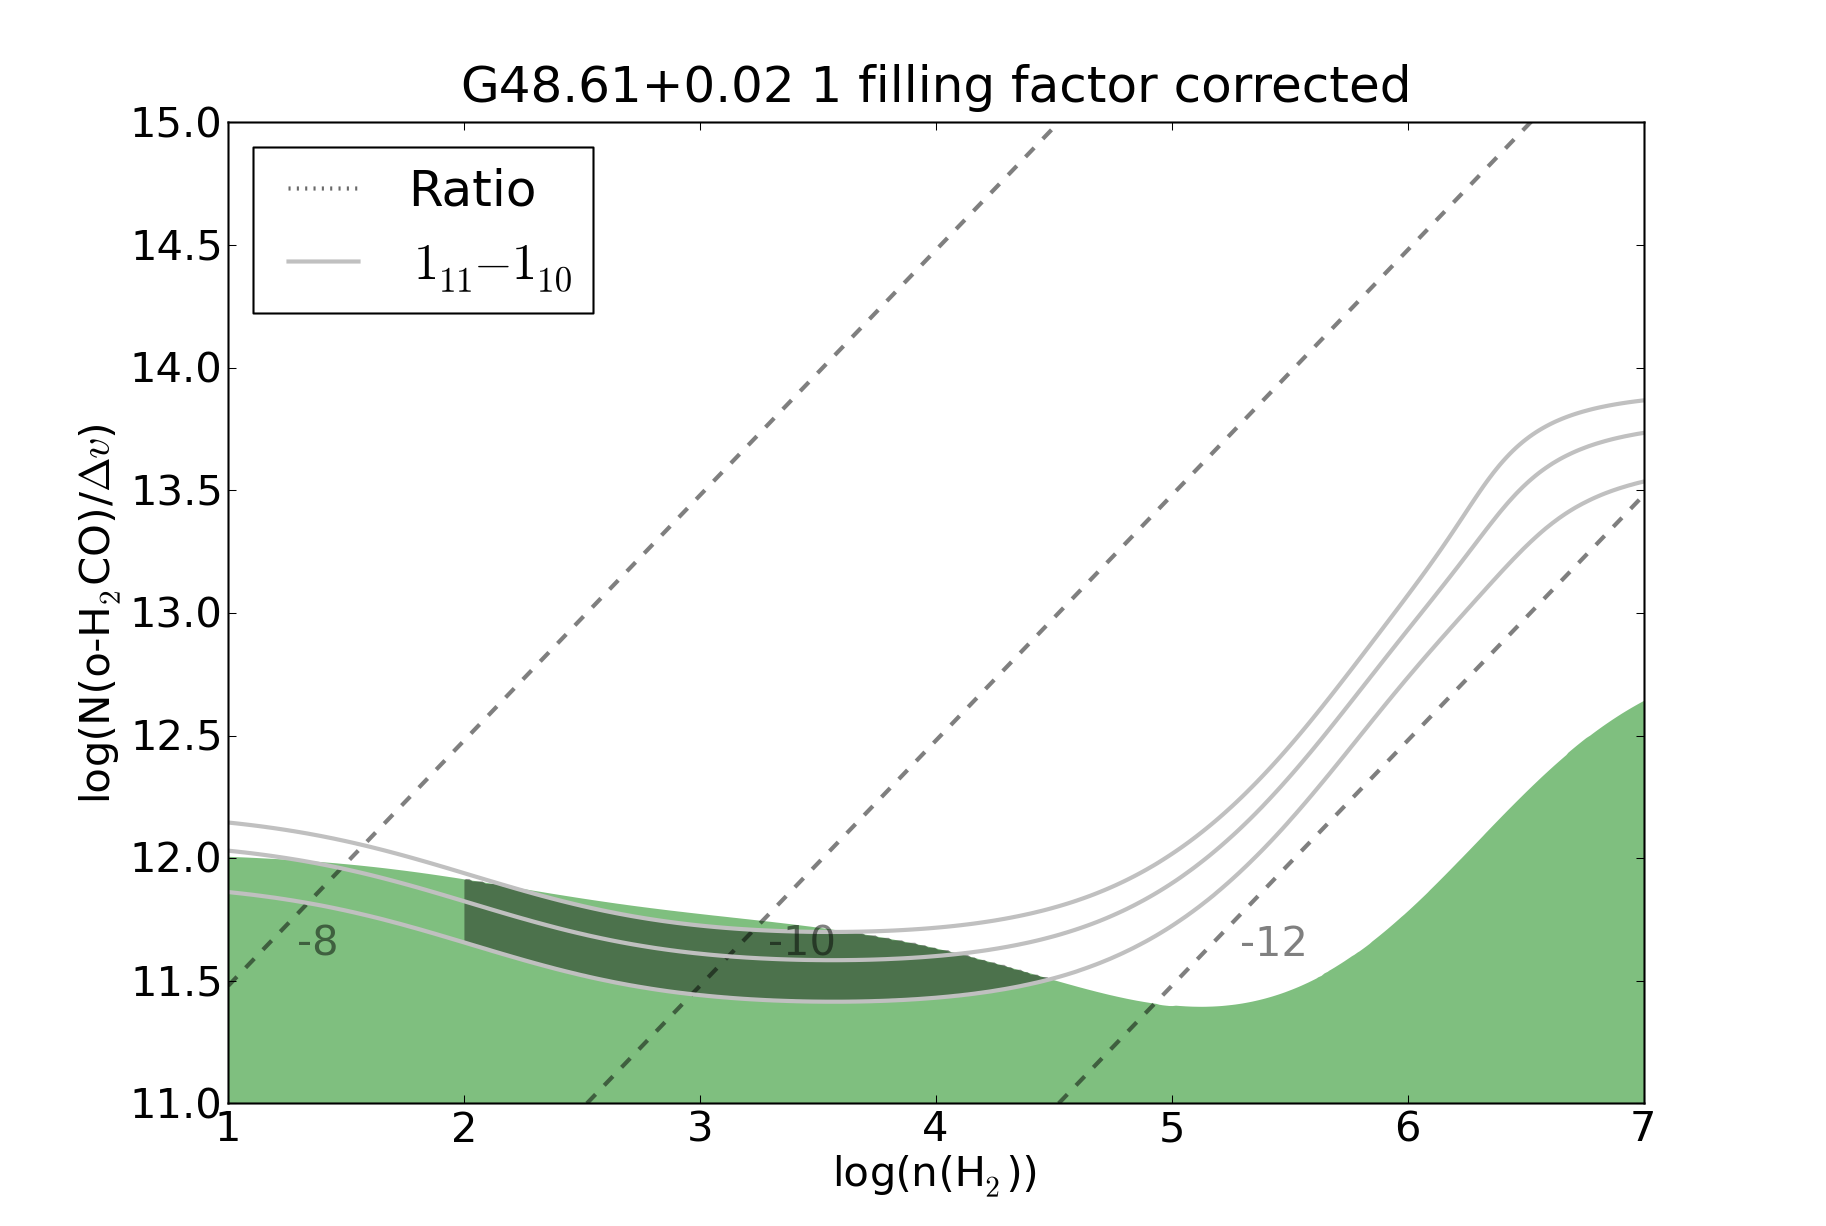 G48.61+0.02 1 filling factor corrected
15.0
14.5
14.0
13.5
13.0
12.5
12.0
11.5
11.0
log(N(o-H₂CO)/Δv)
Ratio
1₁₁−1₁₀
-8
-10
-12
1 2 3 4 5 6 7
log(n(H₂))